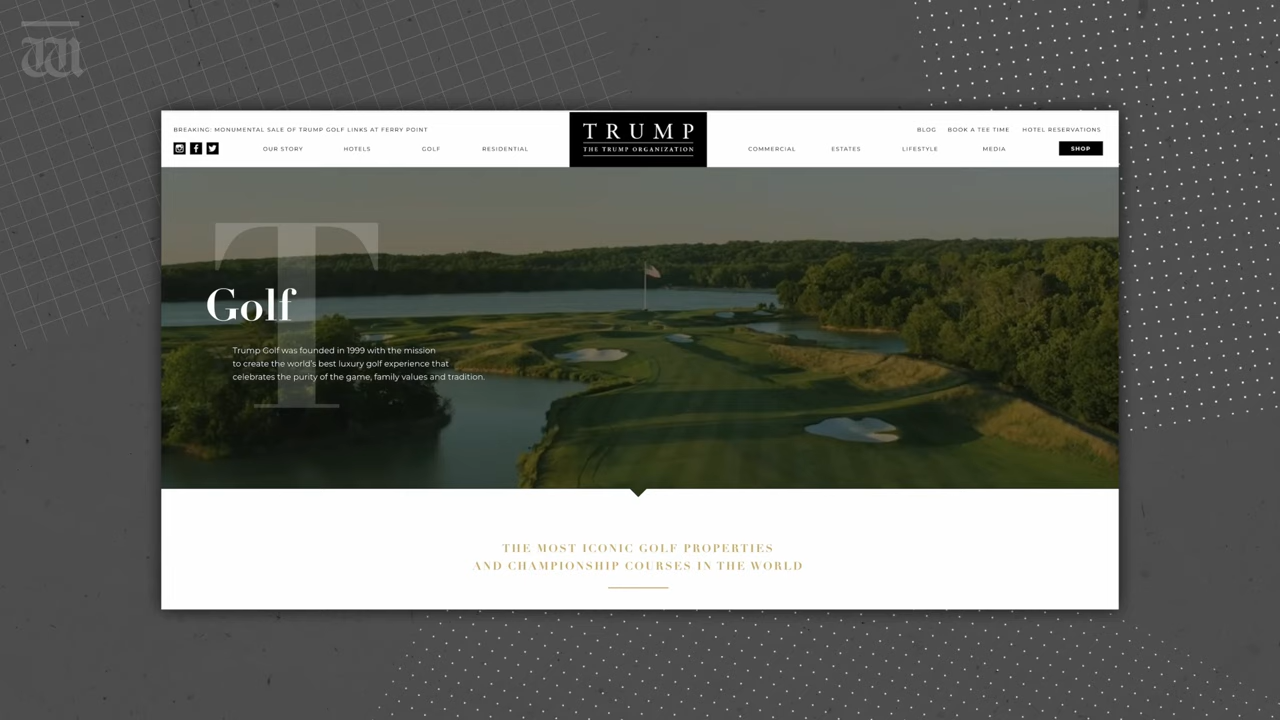 BREAKING: MONUMENTAL SALE OF TRUMP GOLF LINKS AT FERRY POINT
BLOG BOOK A TEE TIME HOTEL RESERVATIONS
OUR STORY HOTELS GOLF RESIDENTIAL
TRUMP
THE TRUMP ORGANIZATION
COMMERCIAL ESTATES LIFESTYLE MEDIA SHOP
T
Golf
Trump Golf was founded in 1999 with the mission
to create the world's best luxury golf experience that
celebrates the purity of the game, family values and tradition.
THE MOST ICONIC GOLF PROPERTIES
AND CHAMPIONSHIP COURSES IN THE WORLD